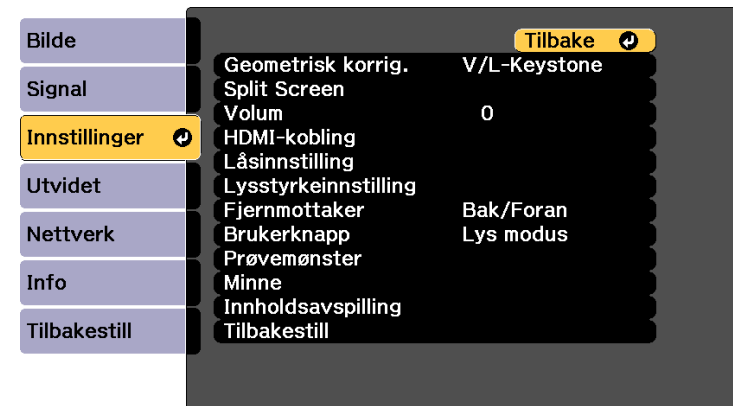 Bilde
Signal
Innstillinger
Utvidet
Nettverk
Info
Tilbakestill
Tilbake
Geometrisk korrig. V/L-Keystone
Split Screen
Volum 0
HDMI-kobling
Låsinnstilling
Lysstyrkeinnstilling
Fjernmottaker Bak/Foran
Brukerknapp Lys modus
Prøvemønster
Minne
Innholdsavspilling
Tilbakestill